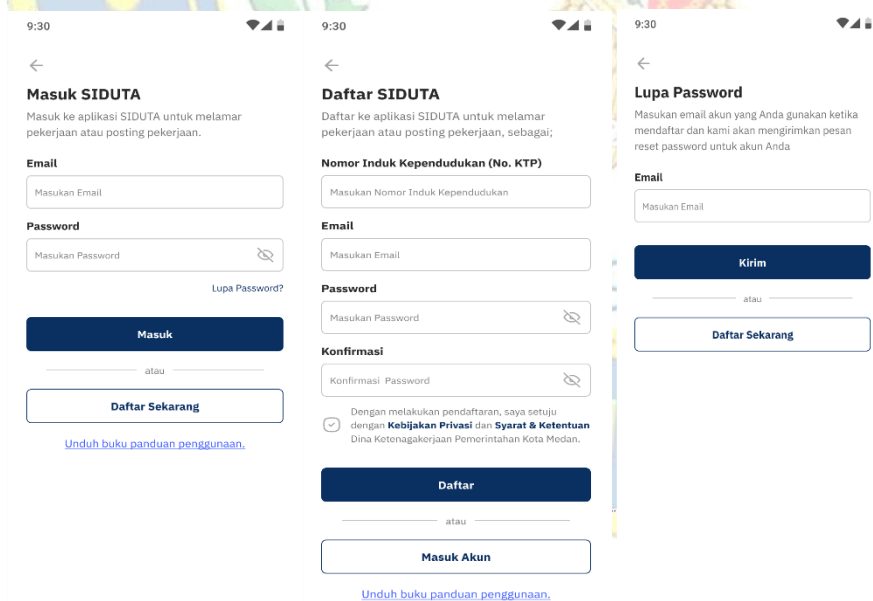 9:30
Masuk SIDUTA
Masuk ke aplikasi SIDUTA untuk melamar
pekerjaan atau posting pekerjaan.
Email
Masukan Email
Password
Masukan Password
Lupa Password?
Masuk
atau
Daftar Sekarang
Unduh buku panduan penggunaan.
9:30
Daftar SIDUTA
Daftar ke aplikasi SIDUTA untuk melamar
pekerjaan atau posting pekerjaan, sebagai;
Nomor Induk Kependudukan (No. KTP)
Masukan Nomor Induk Kependudukan
Email
Masukan Email
Password
Masukan Password
Konfirmasi
Konfirmasi Password
Dengan melakukan pendaftaran, saya setuju
dengan Kebijakan Privasi dan Syarat & Ketentuan
Dina Ketenagakerjaan Pemerintahan Kota Medan.
Daftar
atau
Masuk Akun
Unduh buku panduan penggunaan.
9:30
Lupa Password
Masukan email akun yang Anda gunakan ketika
mendaftar dan kami akan mengirimkan pesan
reset password untuk akun Anda
Email
Masukan Email
Kirim
atau
Daftar Sekarang